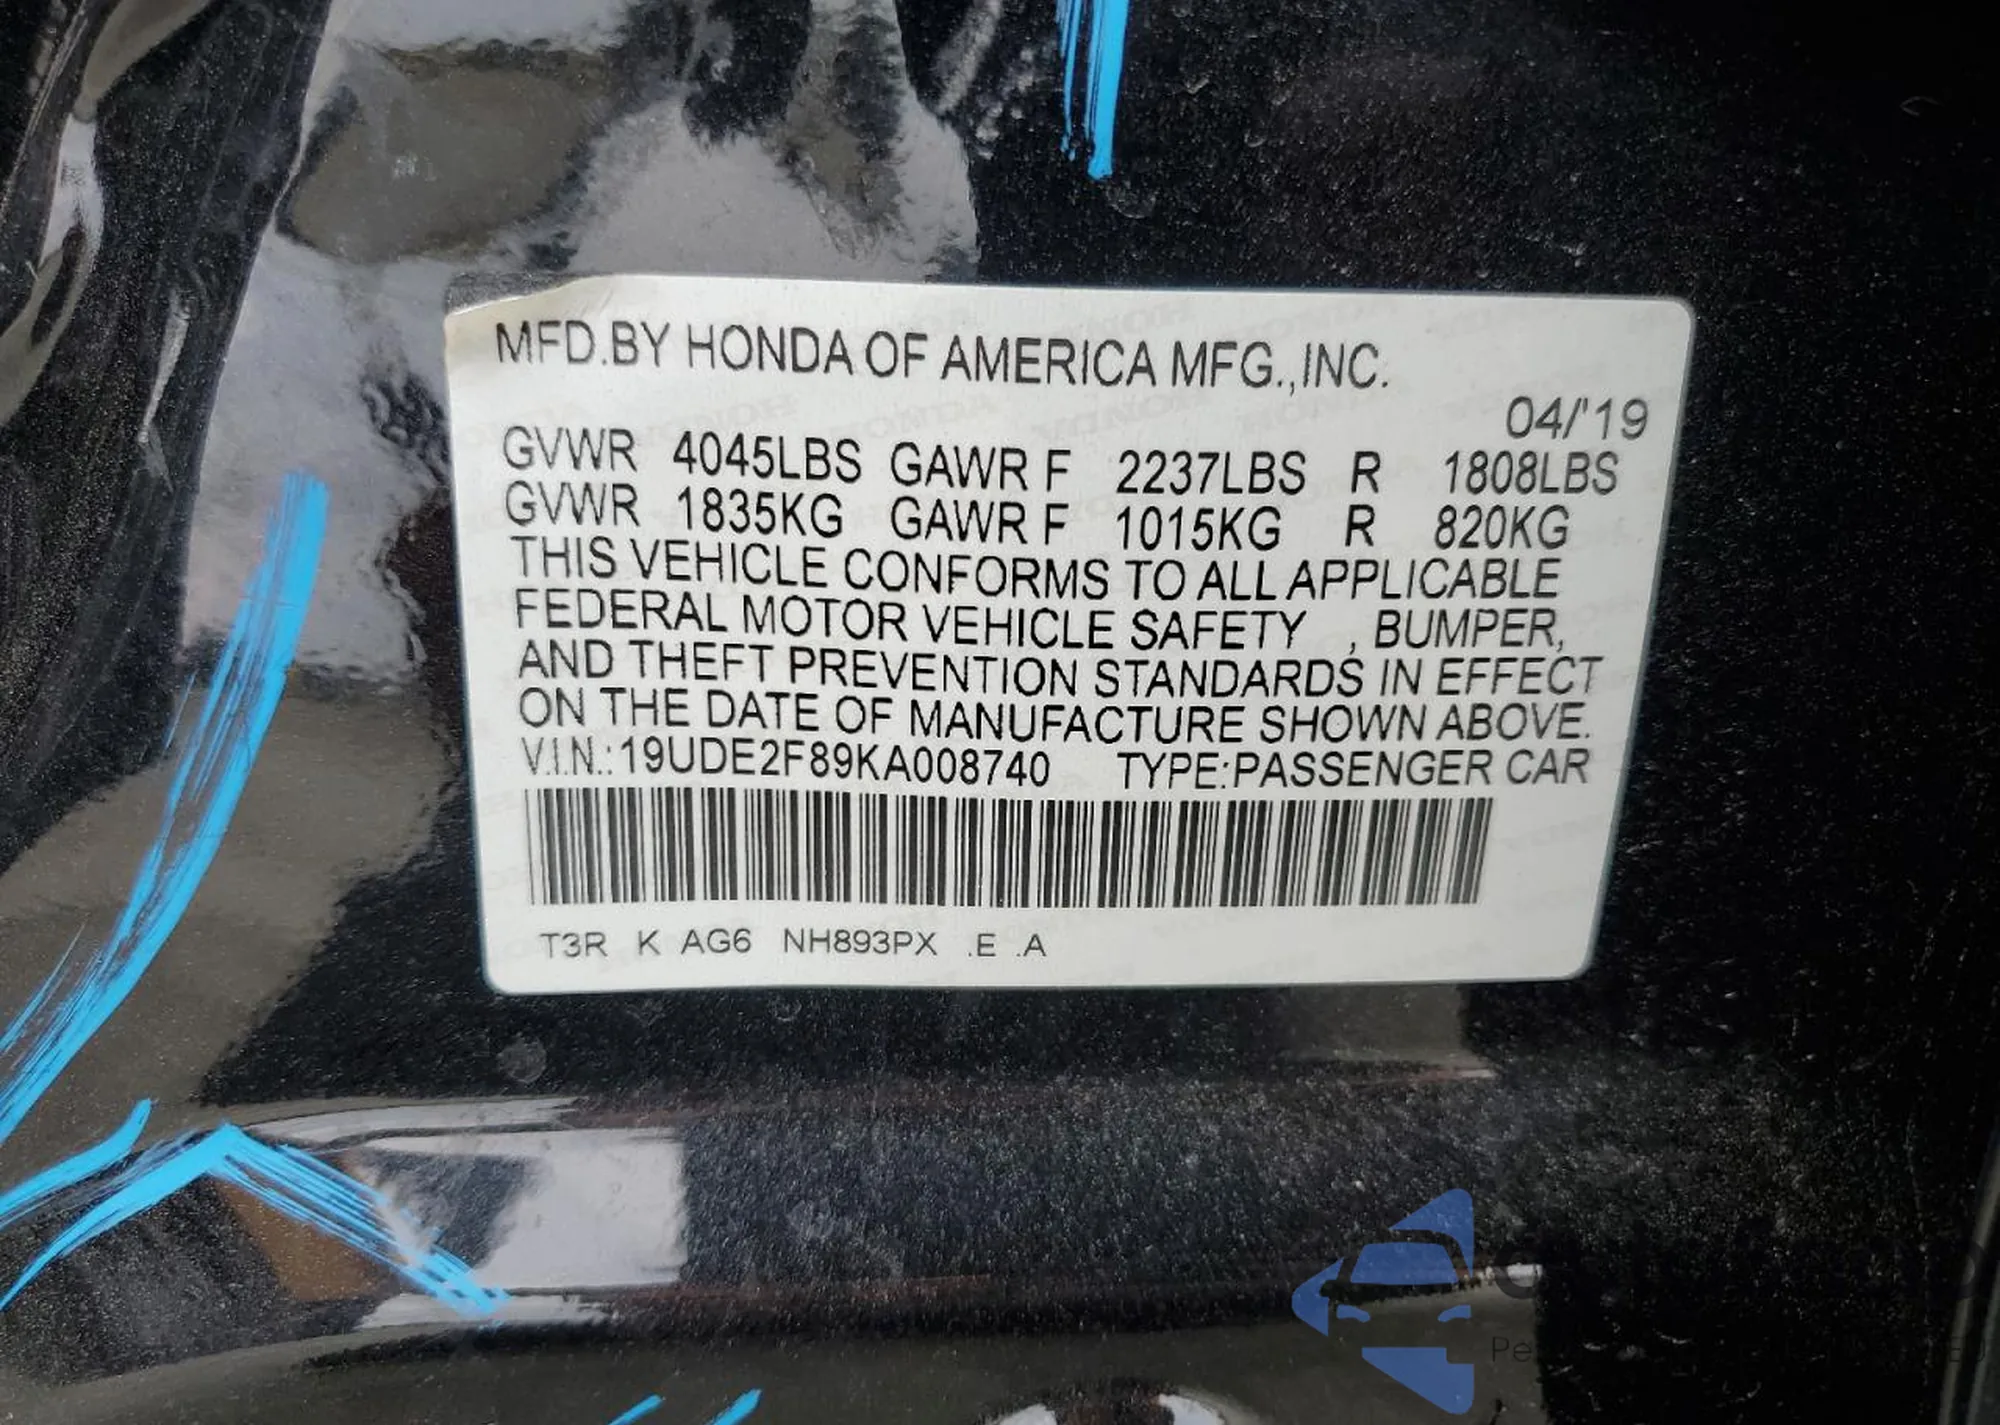 MFD.BY HONDA OF AMERICA MFG.,INC.
04/'19
GVWR 4045LBS GAWR F 2237LBS R 1808LBS
GVWR 1835KG GAWR F 1015KG R 820KG
THIS VEHICLE CONFORMS TO ALL APPLICABLE
FEDERAL MOTOR VEHICLE SAFETY , BUMPER,
AND THEFT PREVENTION STANDARDS IN EFFECT
ON THE DATE OF MANUFACTURE SHOWN ABOVE.
V.I.N.:19UDE2F89KA008740 TYPE:PASSENGER CAR
T3R K AG6 NH893PX .E .A